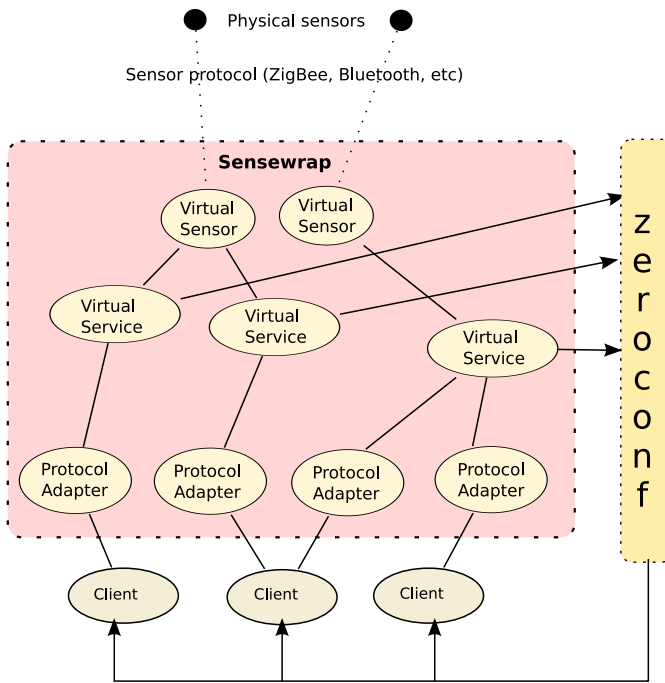 Physical sensors
Sensor protocol (ZigBee, Bluetooth, etc)
Sensewrap
Virtual
Sensor
Virtual
Sensor
Virtual
Service
Virtual
Service
Virtual
Service
Protocol
Adapter
Protocol
Adapter
Protocol
Adapter
Protocol
Adapter
Client
Client
Client
zeroconf